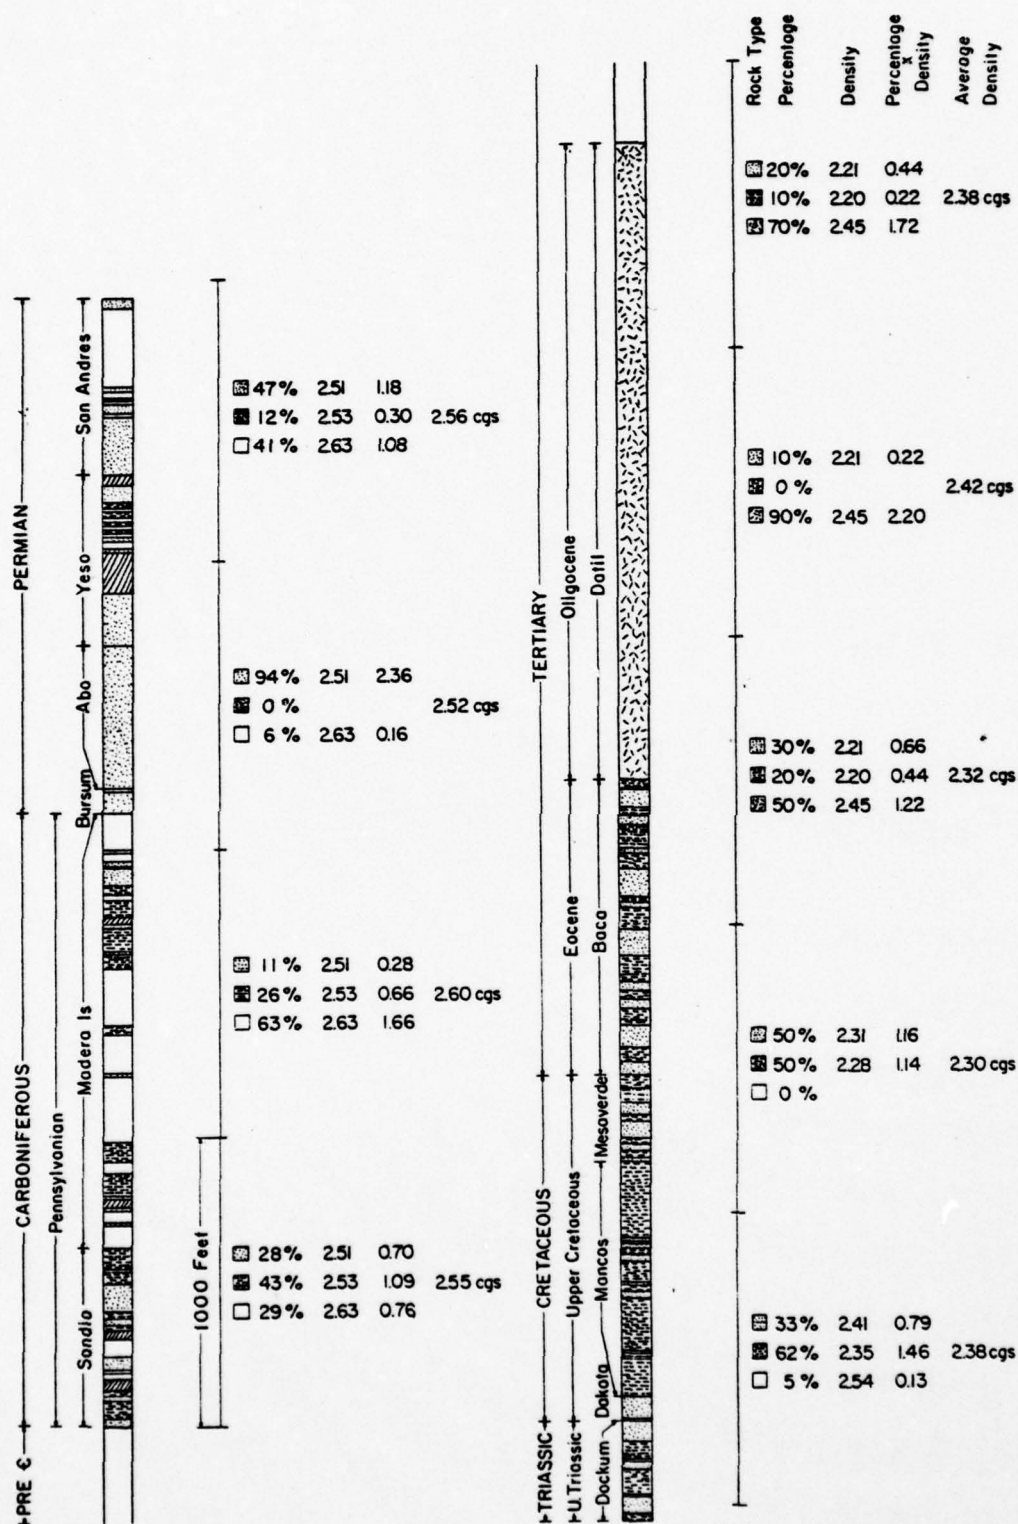 Rock Type
Percentage
Density
Percentage
x
Density
Average
Density
PERMIAN
CARBONIFEROUS
PRE Є
Pennsylvanian
San Andres
Yeso
Abo
Bursum
Madera ls
Sandia
1000 Feet
47% 2.51 1.18
12% 2.53 0.30 2.56 cgs
41% 2.63 1.08
94% 2.51 2.36
0% 2.52 cgs
6% 2.63 0.16
11% 2.51 0.28
26% 2.53 0.66 2.60 cgs
63% 2.63 1.66
28% 2.51 0.70
43% 2.53 1.09 2.55 cgs
29% 2.63 0.76
TERTIARY
CRETACEOUS
TRIASSIC
Oligocene
Eocene
Upper Cretaceous
U.Triassic
Datil
Baca
Mesaverde
Mancos
Dakota
Dockum
20% 2.21 0.44
10% 2.20 0.22 2.38 cgs
70% 2.45 1.72
10% 2.21 0.22
0% 2.42 cgs
90% 2.45 2.20
30% 2.21 0.66
20% 2.20 0.44 2.32 cgs
50% 2.45 1.22
50% 2.31 1.16
50% 2.28 1.14 2.30 cgs
0%
33% 2.41 0.79
62% 2.35 1.46 2.38 cgs
5% 2.54 0.13